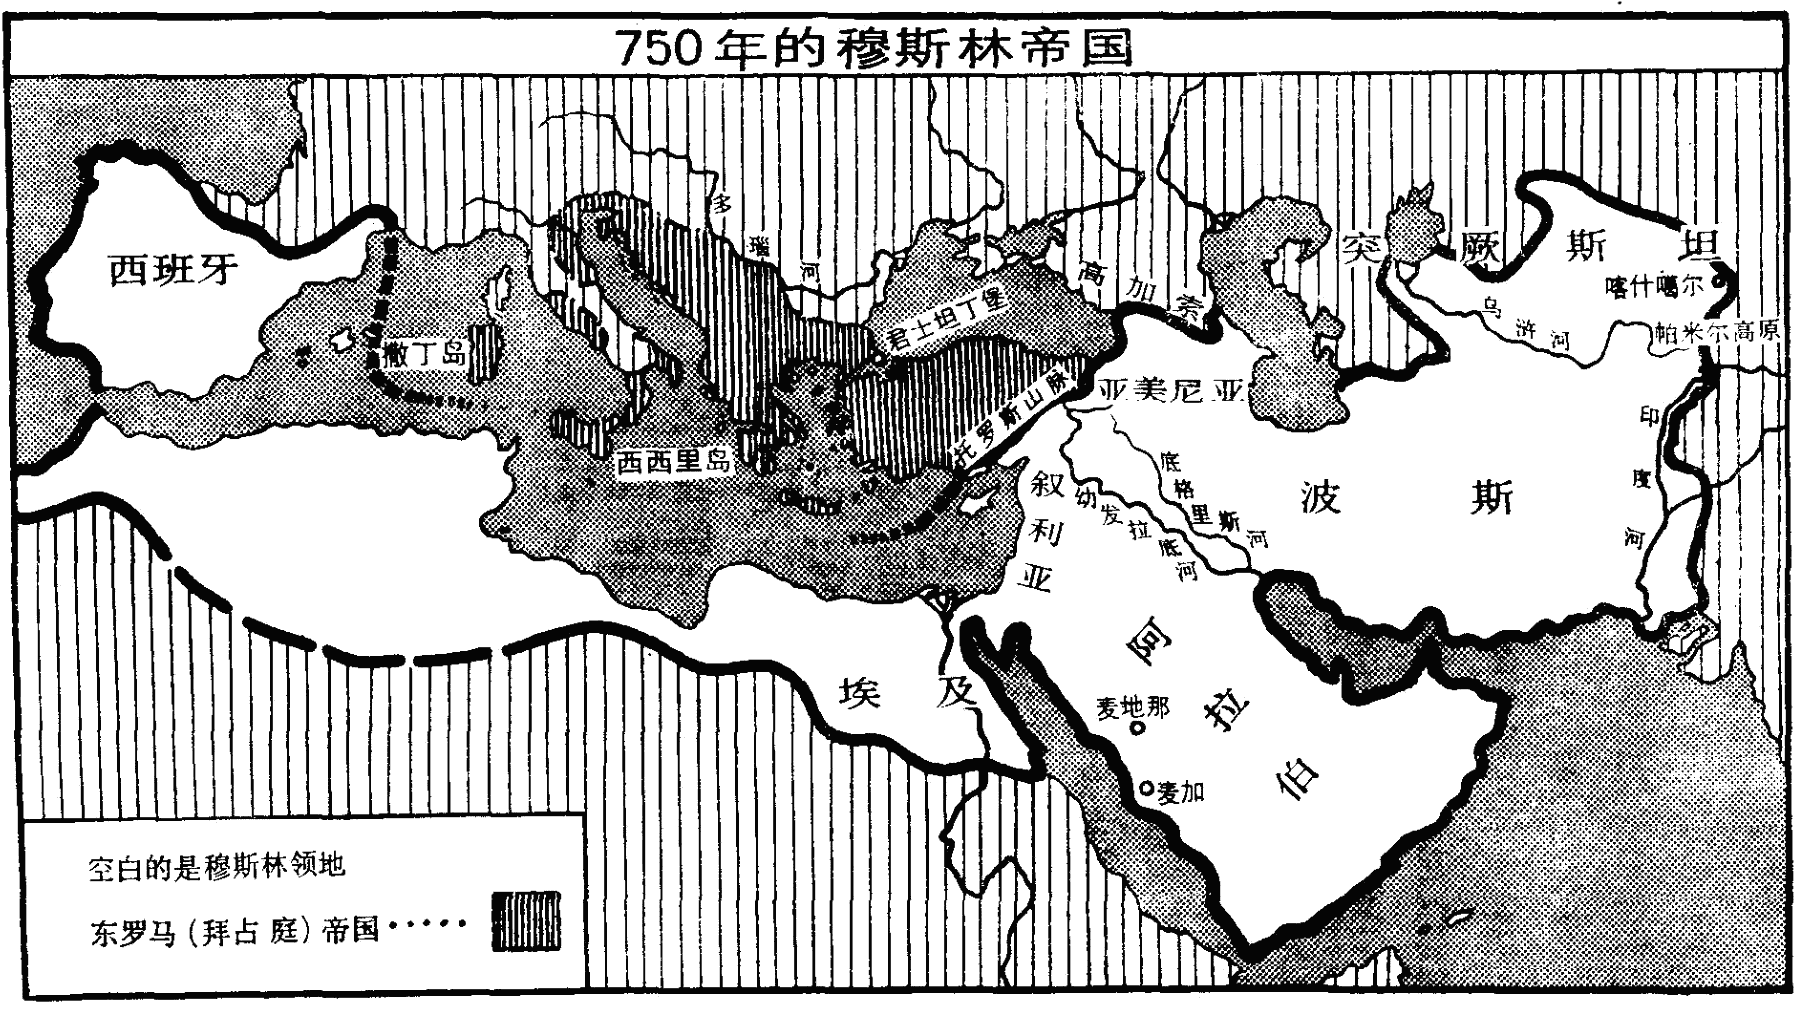 750年的穆斯林帝国
西班牙
撒丁岛
西西里岛
多瑙河
君士坦丁堡
高加索
突厥斯坦
喀什噶尔
乌浒河
帕米尔高原
亚美尼亚
托罗斯山脉
叙利亚
底格里斯河
幼发拉底河
波斯
印度河
阿拉伯
埃及
麦地那
麦加
空白的是穆斯林领地
东罗马(拜占庭)帝国·····